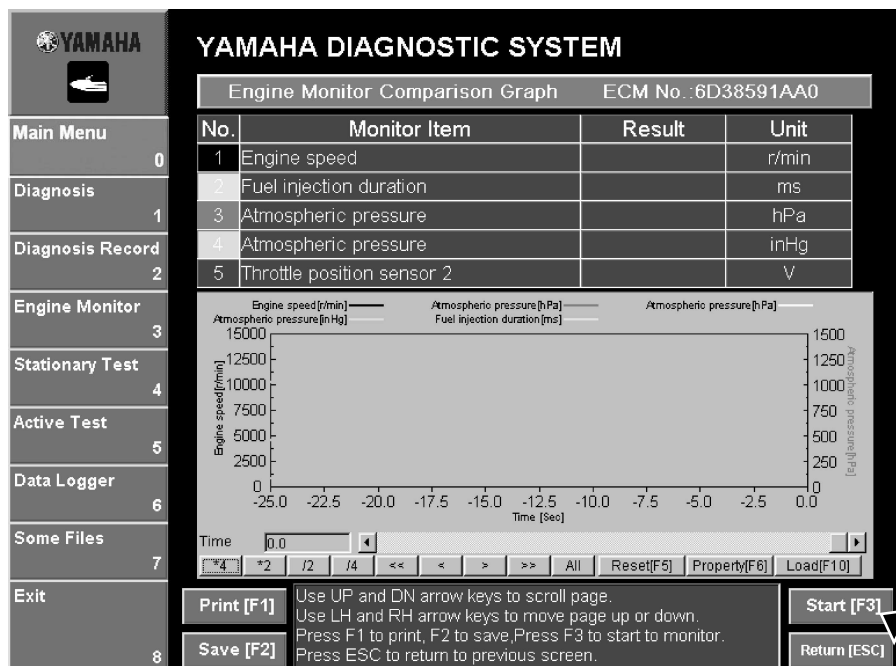 YAMAHA
YAMAHA DIAGNOSTIC SYSTEM
Engine Monitor Comparison Graph ECM No.:6D38591AA0
Main Menu
0
Diagnosis
1
Diagnosis Record
2
Engine Monitor
3
Stationary Test
4
Active Test
5
Data Logger
6
Some Files
7
Exit
8
No. Monitor Item Result Unit
1 Engine speed r/min
2 Fuel injection duration ms
3 Atmospheric pressure hPa
4 Atmospheric pressure inHg
5 Throttle position sensor 2 V
Engine speed[r/min] Atmospheric pressure[hPa] Atmospheric pressure[hPa]
Atmospheric pressure[inHg] Fuel injection duration[ms]
Engine speed[r/min]
15000
12500
10000
7500
5000
2500
0
1500
1250
1000
750
500
250
0
Atmospheric pressure[hPa]
-25.0 -22.5 -20.0 -17.5 -15.0 -12.5 -10.0 -7.5 -5.0 -2.5 0.0
Time [Sec]
Time 0.0
*4 *2 /2 /4 << < > >> All Reset[F5] Property[F6] Load[F10]
Print [F1]
Save [F2]
Use UP and DN arrow keys to scroll page.
Use LH and RH arrow keys to move page up or down.
Press F1 to print, F2 to save,Press F3 to start to monitor.
Press ESC to return to previous screen.
Start [F3]
Return [ESC]